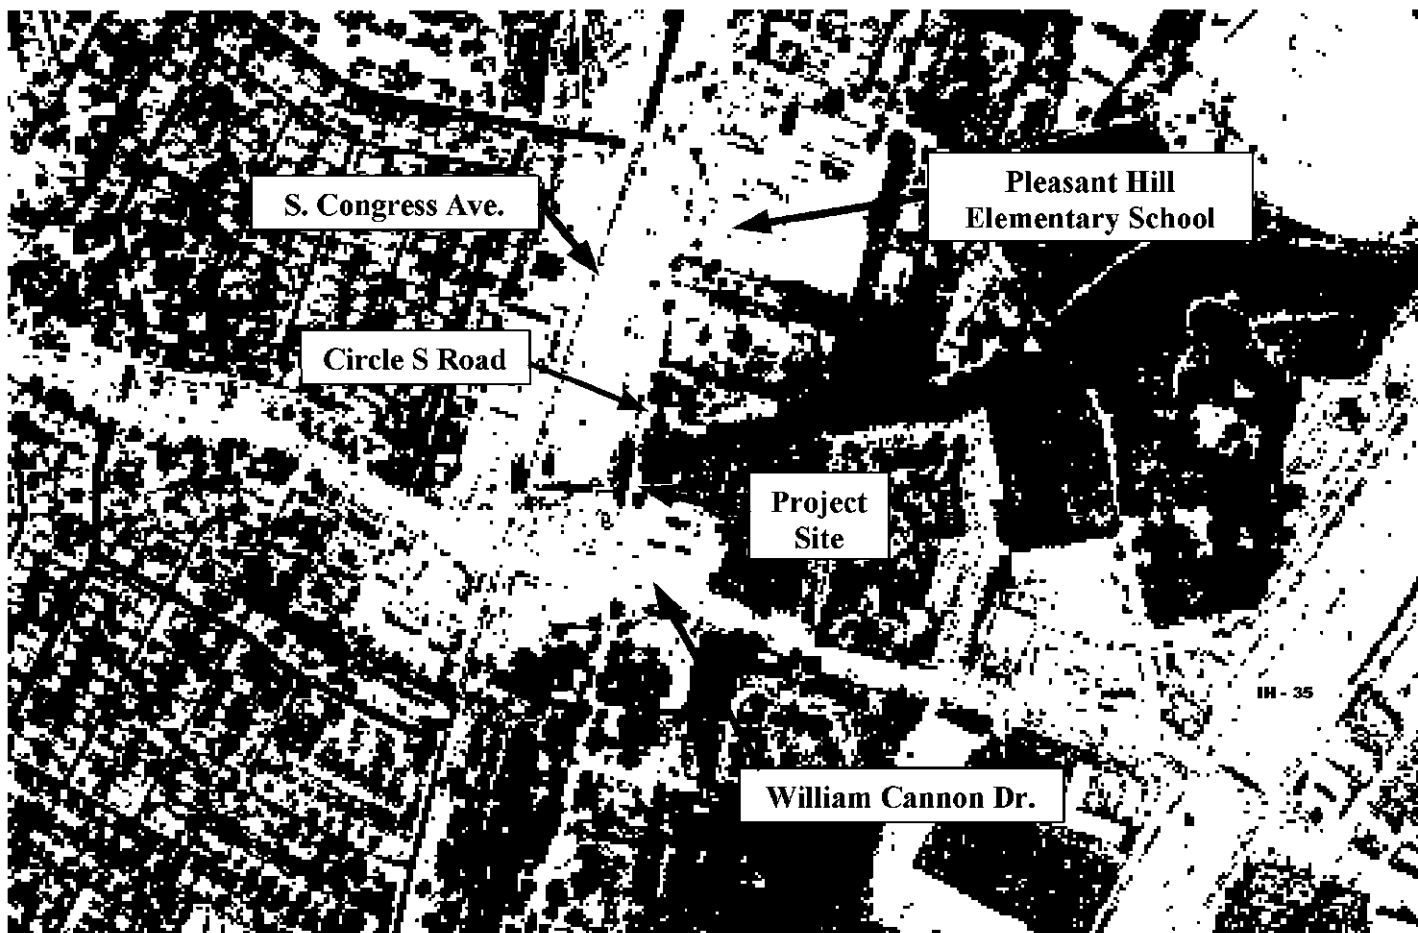 Pleasant Hill
Elementary School
S. Congress Ave.
Circle S Road
Project
Site
IH - 35
William Cannon Dr.